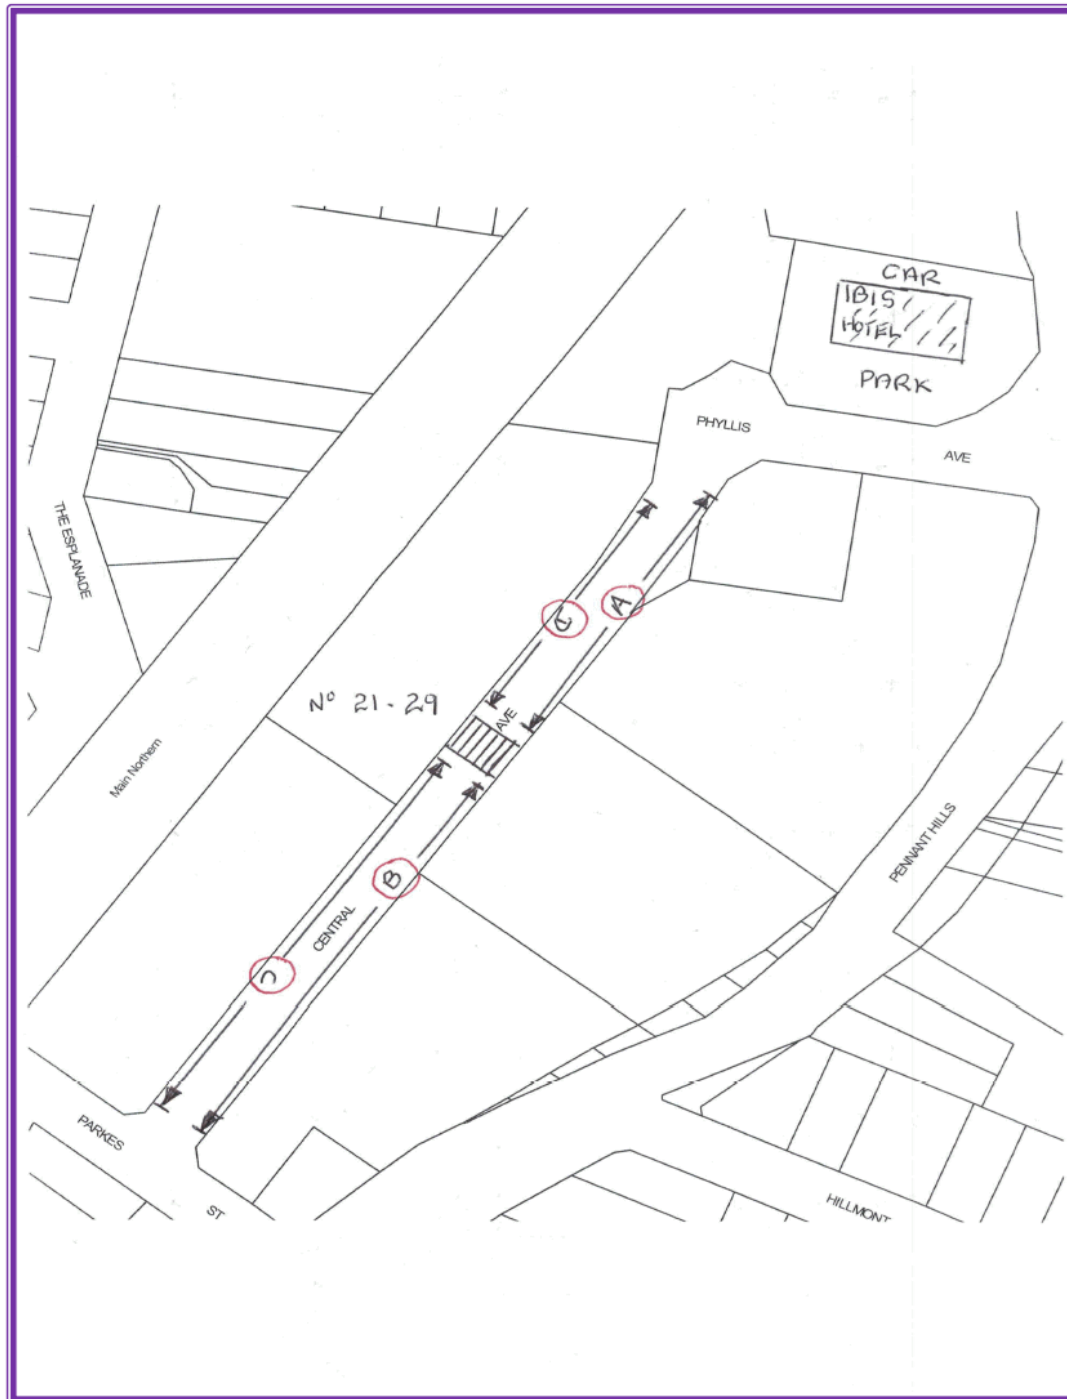 CAR
IBIS
HOTEL
PARK
PHYLLIS
AVE
THE ESPLANADE
A
Nº 21-29
AVE
Main Northern
PENNANT HILLS
B
CENTRAL
PARKES
ST
HILLMONT